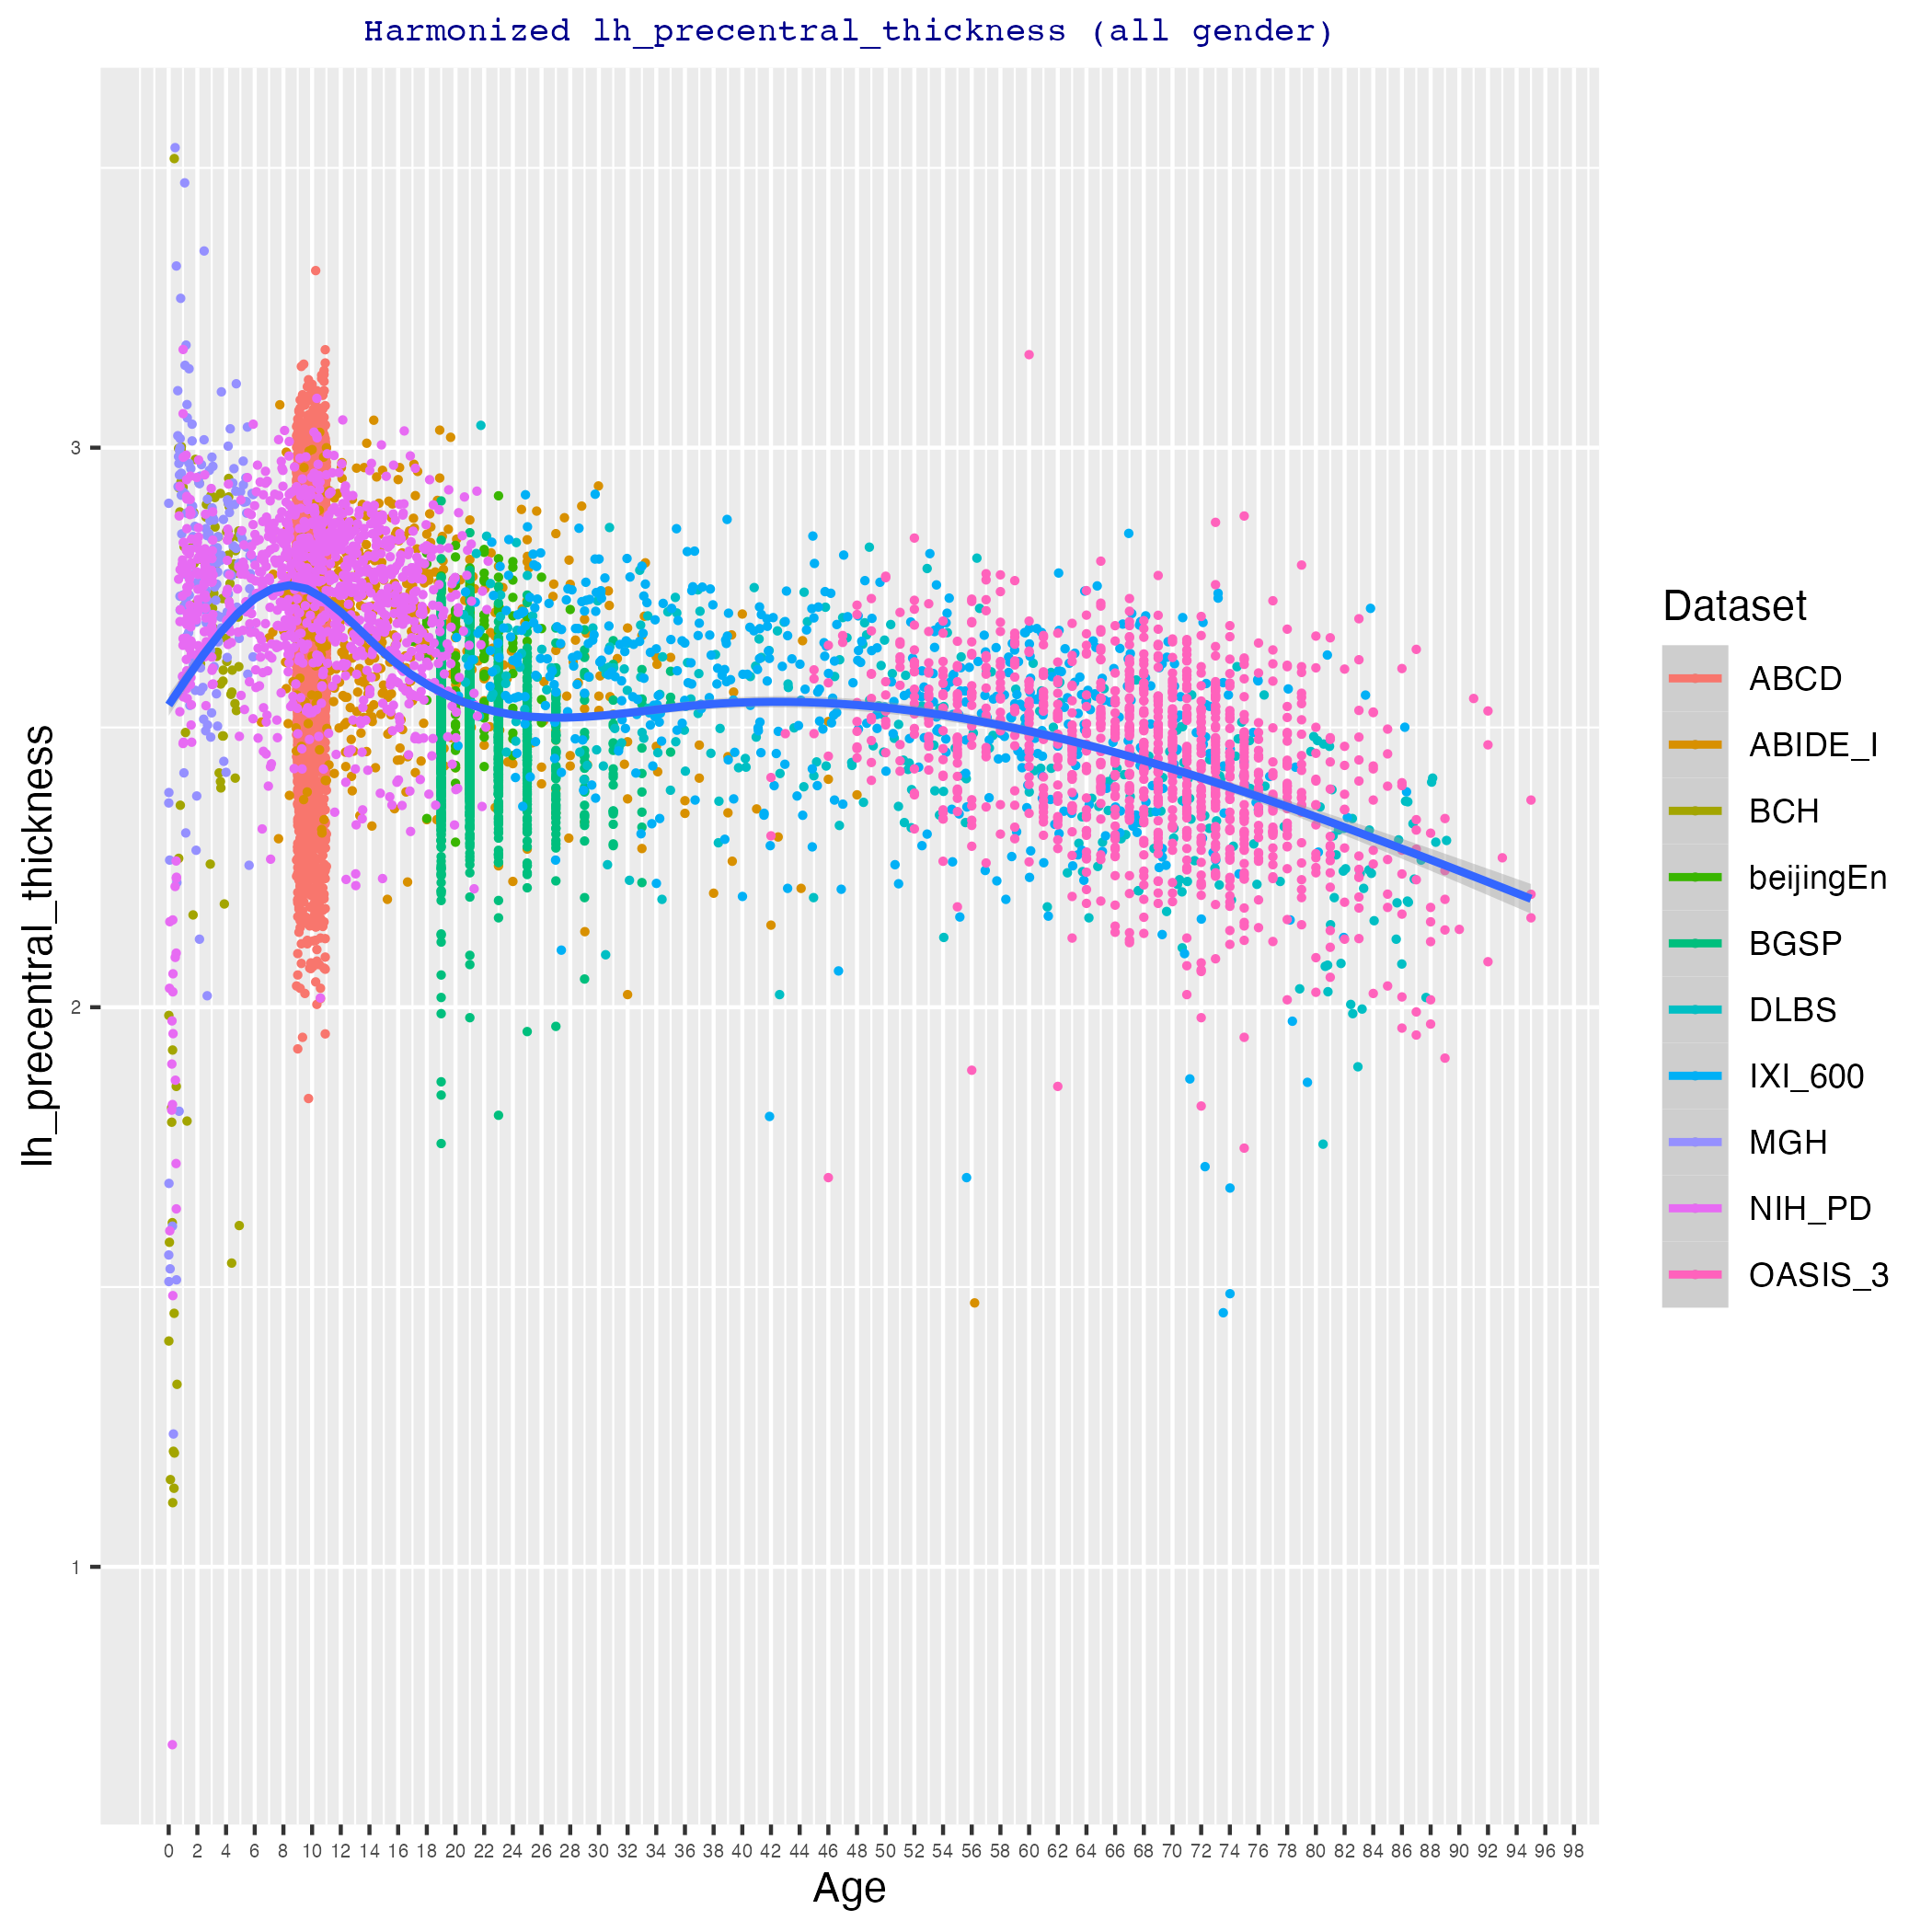 Harmonized lh_precentral_thickness (all gender)
lh_precentral_thickness
3
2
1
0 2 4 6 8 10 12 14 16 18 20 22 24 26 28 30 32 34 36 38 40 42 44 46 48 50 52 54 56 58 60 62 64 66 68 70 72 74 76 78 80 82 84 86 88 90 92 94 96 98
Age
Dataset
ABCD
ABIDE_I
BCH
beijingEn
BGSP
DLBS
IXI_600
MGH
NIH_PD
OASIS_3